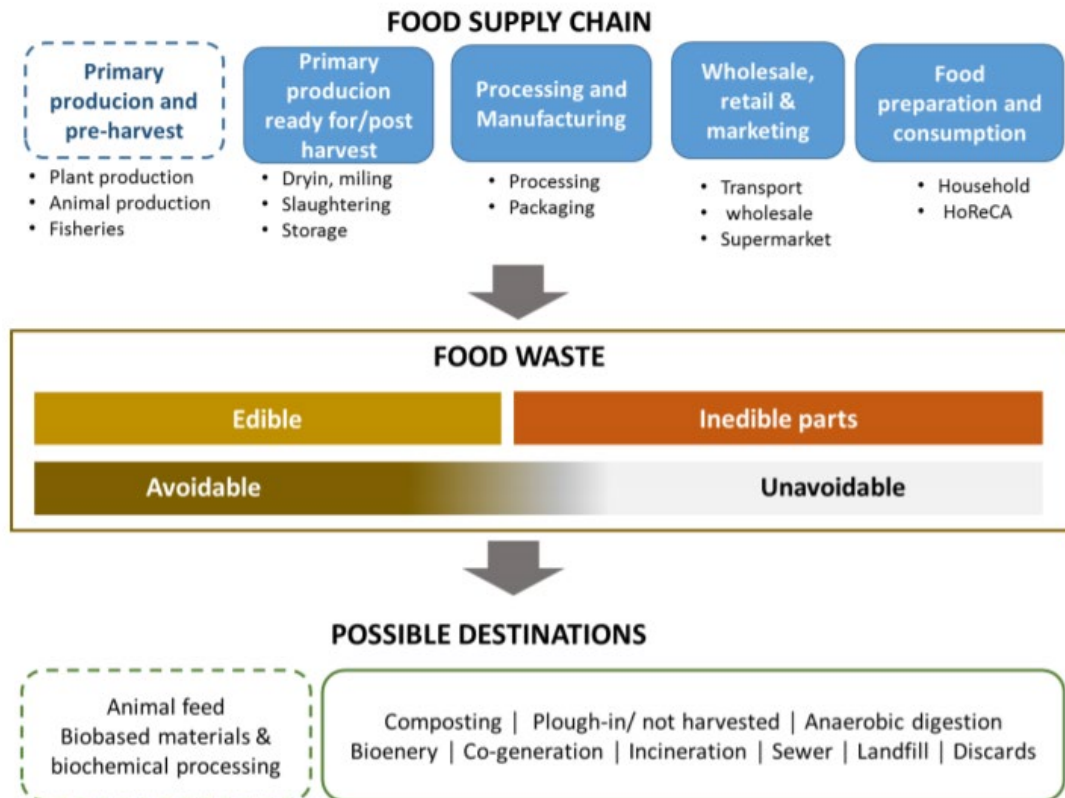 FOOD SUPPLY CHAIN
Primary
producion and
pre-harvest
• Plant production
• Animal production
• Fisheries
Primary
producion
ready for/post
harvest
• Dryin, miling
• Slaughtering
• Storage
Processing and
Manufacturing
• Processing
• Packaging
Wholesale,
retail &
marketing
• Transport
• wholesale
• Supermarket
Food
preparation and
consumption
• Household
• HoReCA
FOOD WASTE
Edible
Inedible parts
Avoidable
Unavoidable
POSSIBLE DESTINATIONS
Animal feed
Biobased materials &
biochemical processing
Composting | Plough-in/ not harvested | Anaerobic digestion
Bioenery | Co-generation | Incineration | Sewer | Landfill | Discards